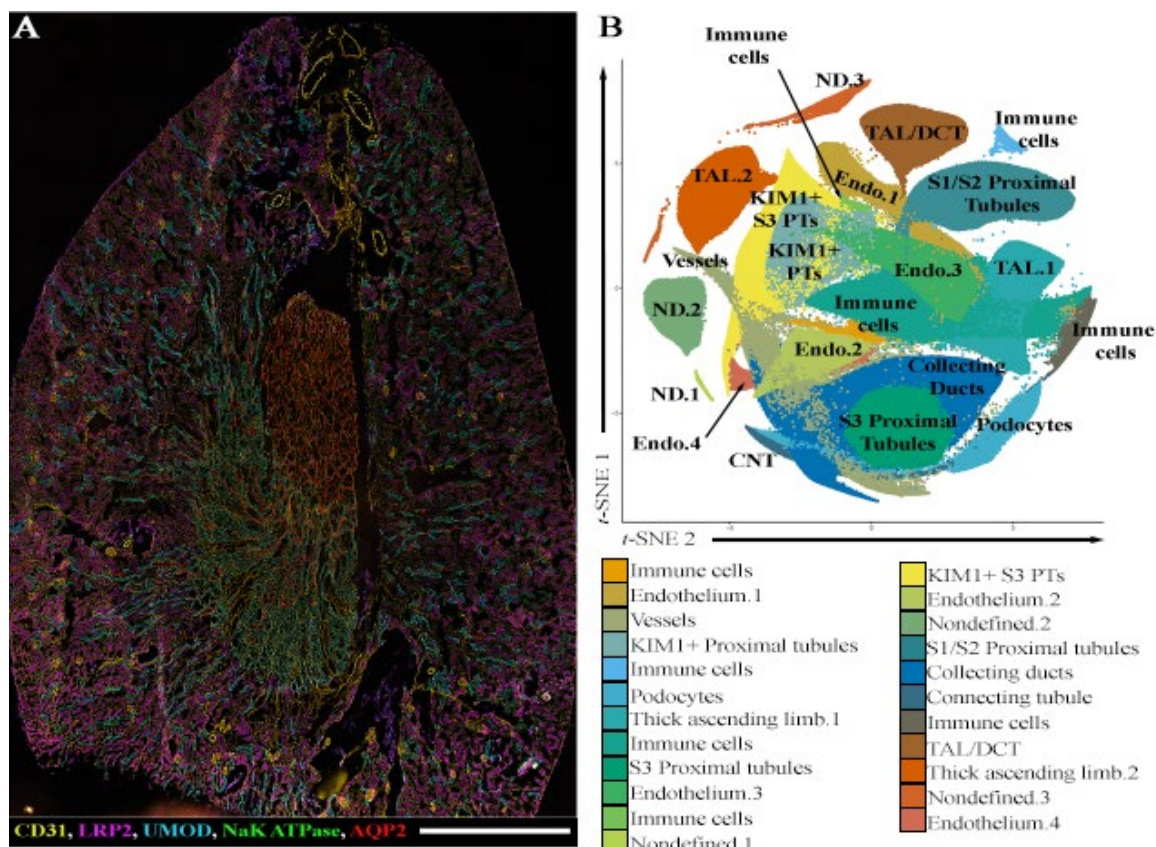 A
CD31, LRP2, UMOD, NaK ATPase, AQP2
B
Immune
cells
ND.3
TAL/DCT
Immune
cells
TAL.2
Endo.1
S1/S2 Proximal
Tubules
KIM1+
S3 PTs
KIM1+
PTs
Vessels
Endo.3
TAL.1
ND.2
Immune
cells
Immune
cells
Endo.2
Collecting
Ducts
ND.1
S3 Proximal
Tubules
Podocytes
Endo.4
CNT
t-SNE 1
t-SNE 2
Immune cells
Endothelium.1
Vessels
KIM1+ Proximal tubules
Immune cells
Podocytes
Thick ascending limb.1
Immune cells
S3 Proximal tubules
Endothelium.3
Immune cells
Nondefined.1
KIM1+ S3 PTs
Endothelium.2
Nondefined.2
S1/S2 Proximal tubules
Collecting ducts
Connecting tubule
Immune cells
TAL/DCT
Thick ascending limb.2
Nondefined.3
Endothelium.4